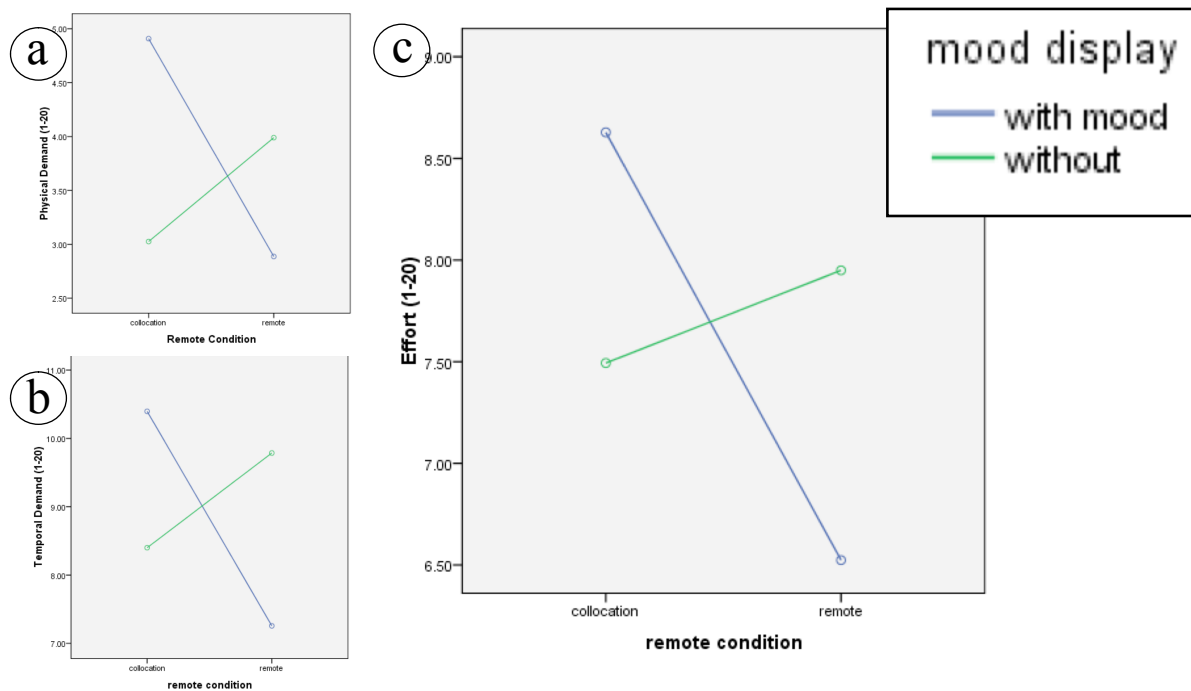 a
5.00
4.50
4.00
3.50
3.00
2.50
Physical Demand (1-20)
collocation remote
Remote Condition
b
11.00
10.00
9.00
8.00
7.00
Temporal Demand (1-20)
collocation remote
remote condition
c
9.00
8.50
8.00
7.50
7.00
6.50
Effort (1-20)
collocation remote
remote condition
mood display
with mood
without